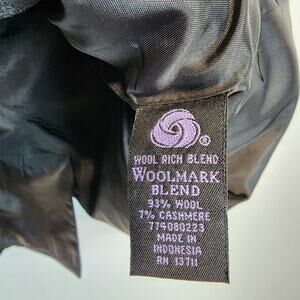 ®
WOOL RICH BLEND
WOOLMARK
BLEND
93% WOOL
7% CASHMERE
774080223
MADE IN
INDONESIA
RN 13711